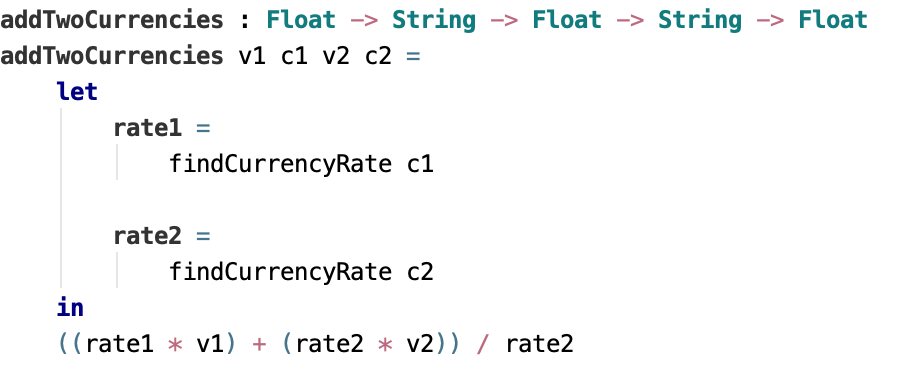 addTwoCurrencies : Float -> String -> Float -> String -> Float
addTwoCurrencies v1 c1 v2 c2 =
    let
        rate1 =
            findCurrencyRate c1

        rate2 =
            findCurrencyRate c2
    in
    ((rate1 * v1) + (rate2 * v2)) / rate2